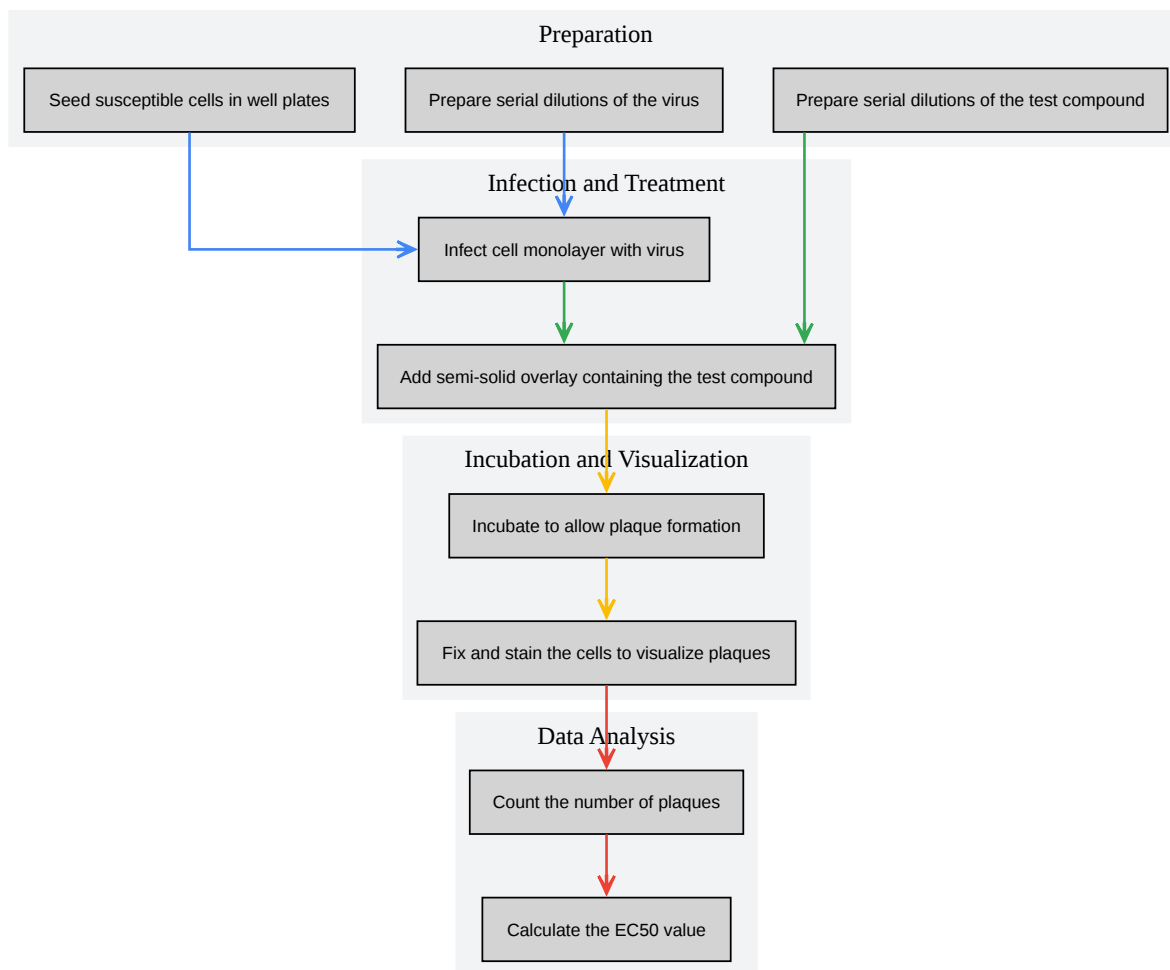 Preparation
Seed susceptible cells in well plates
Prepare serial dilutions of the virus
Prepare serial dilutions of the test compound
Infection and Treatment
Infect cell monolayer with virus
Add semi-solid overlay containing the test compound
Incubation and Visualization
Incubate to allow plaque formation
Fix and stain the cells to visualize plaques
Data Analysis
Count the number of plaques
Calculate the EC50 value